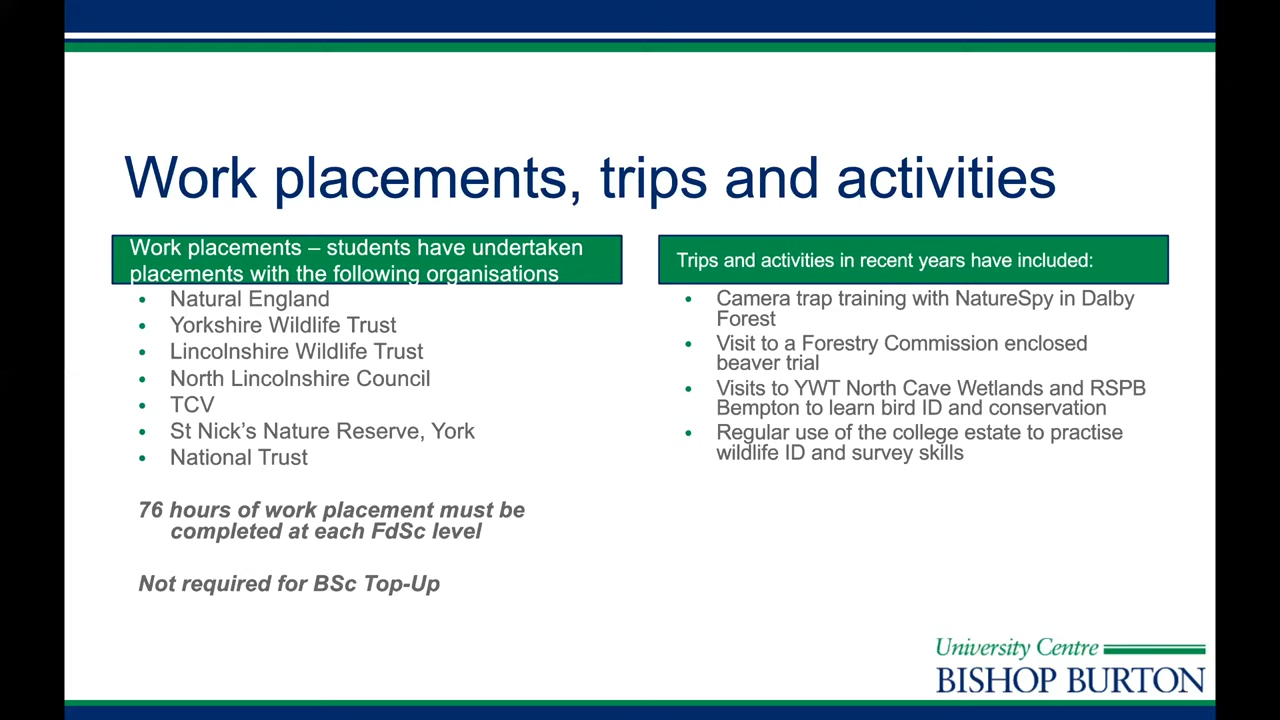 Work placements, trips and activities
Work placements – students have undertaken
placements with the following organisations
• Natural England
• Yorkshire Wildlife Trust
• Lincolnshire Wildlife Trust
• North Lincolnshire Council
• TCV
• St Nick's Nature Reserve, York
• National Trust
76 hours of work placement must be
completed at each FdSc level
Not required for BSc Top-Up
Trips and activities in recent years have included:
• Camera trap training with NatureSpy in Dalby
Forest
• Visit to a Forestry Commission enclosed
beaver trial
• Visits to YWT North Cave Wetlands and RSPB
Bempton to learn bird ID and conservation
• Regular use of the college estate to practise
wildlife ID and survey skills
University Centre
BISHOP BURTON